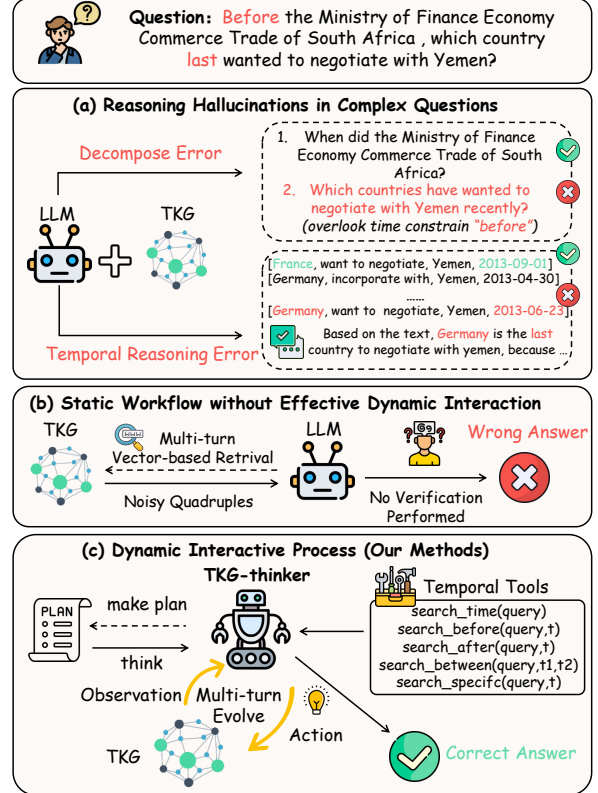 Question: Before the Ministry of Finance Economy
Commerce Trade of South Africa , which country
last wanted to negotiate with Yemen?
(a) Reasoning Hallucinations in Complex Questions
Decompose Error
1. When did the Ministry of Finance
Economy Commerce Trade of South
Africa?
2. Which countries have wanted to
negotiate with Yemen recently?
(overlook time constrain "before")
LLM
TKG
[France, want to negotiate, Yemen, 2013-09-01]
[Germany, incorporate with, Yemen, 2013-04-30]
......
[Germany, want to negotiate, Yemen, 2013-06-23]
Based on the text, Germany is the last
country to negotiate with yemen, because ...
Temporal Reasoning Error
(b) Static Workflow without Effective Dynamic Interaction
TKG
Multi-turn
Vector-based Retrival
Noisy Quadruples
LLM
No Verification
Performed
Wrong Answer
(c) Dynamic Interactive Process (Our Methods)
TKG-thinker
PLAN
make plan
think
Temporal Tools
search_time(query)
search_before(query,t)
search_after(query,t)
search_between(query,t1,t2)
search_specifc(query,t)
Observation
Multi-turn
Evolve
Action
TKG
Correct Answer